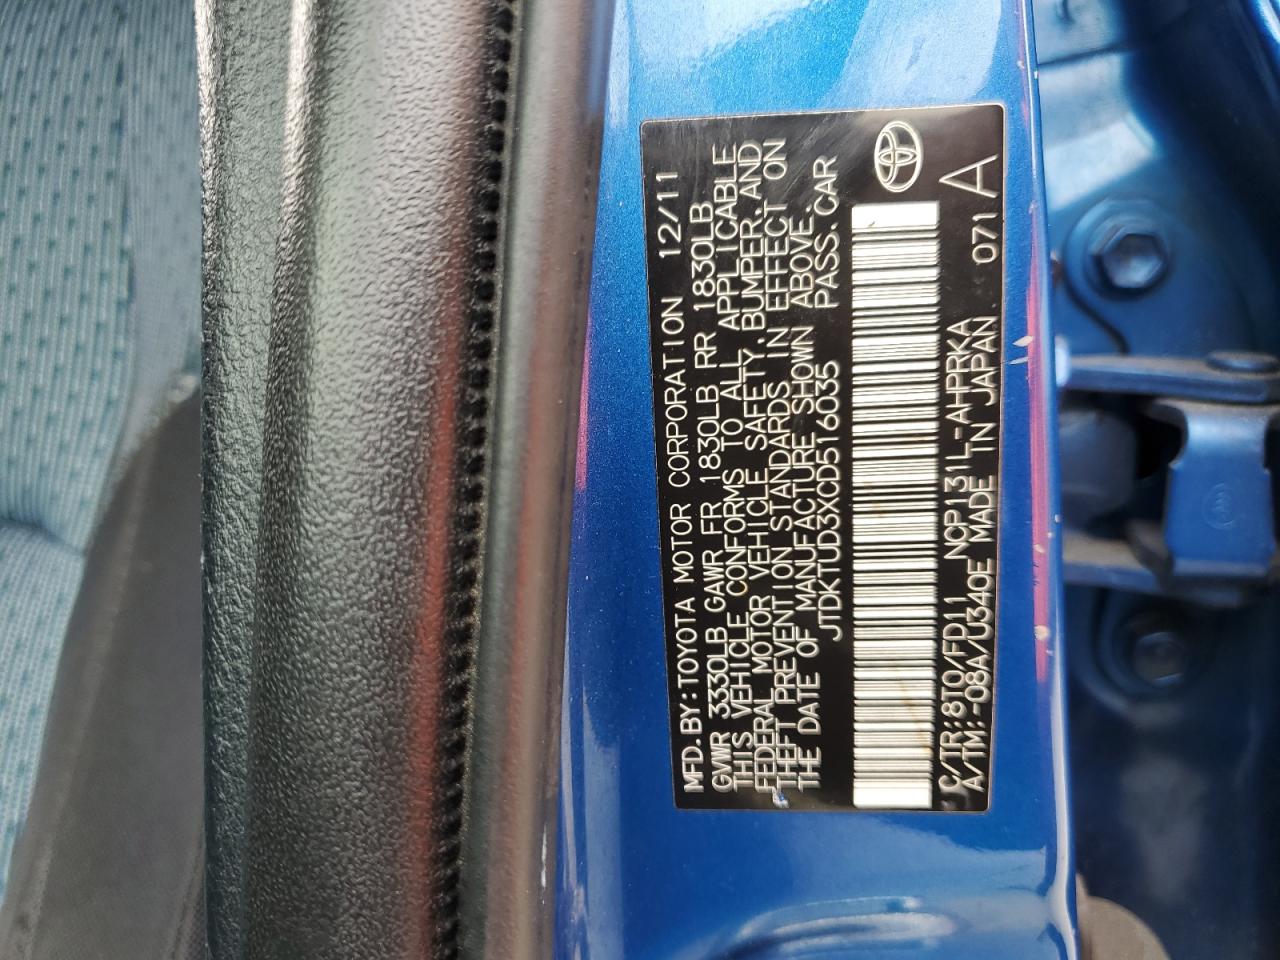 MFD.BY:TOYOTA MOTOR CORPORATION 12/11
GVWR 3330LB GAWR FR 1830LB RR 1830LB
THIS VEHICLE CONFORMS TO ALL APPLICABLE
FEDERAL MOTOR VEHICLE SAFETY,BUMPER,AND
THEFT PREVENTION STANDARDS IN EFFECT ON
THE DATE OF MANUFACTURE SHOWN ABOVE.
JTDKTUD3XCD516035 PASS.CAR
C/TR:8T0/FD11 NCP131L-AHPRKA
A/TM:-08A/U340E MADE IN JAPAN 071 A